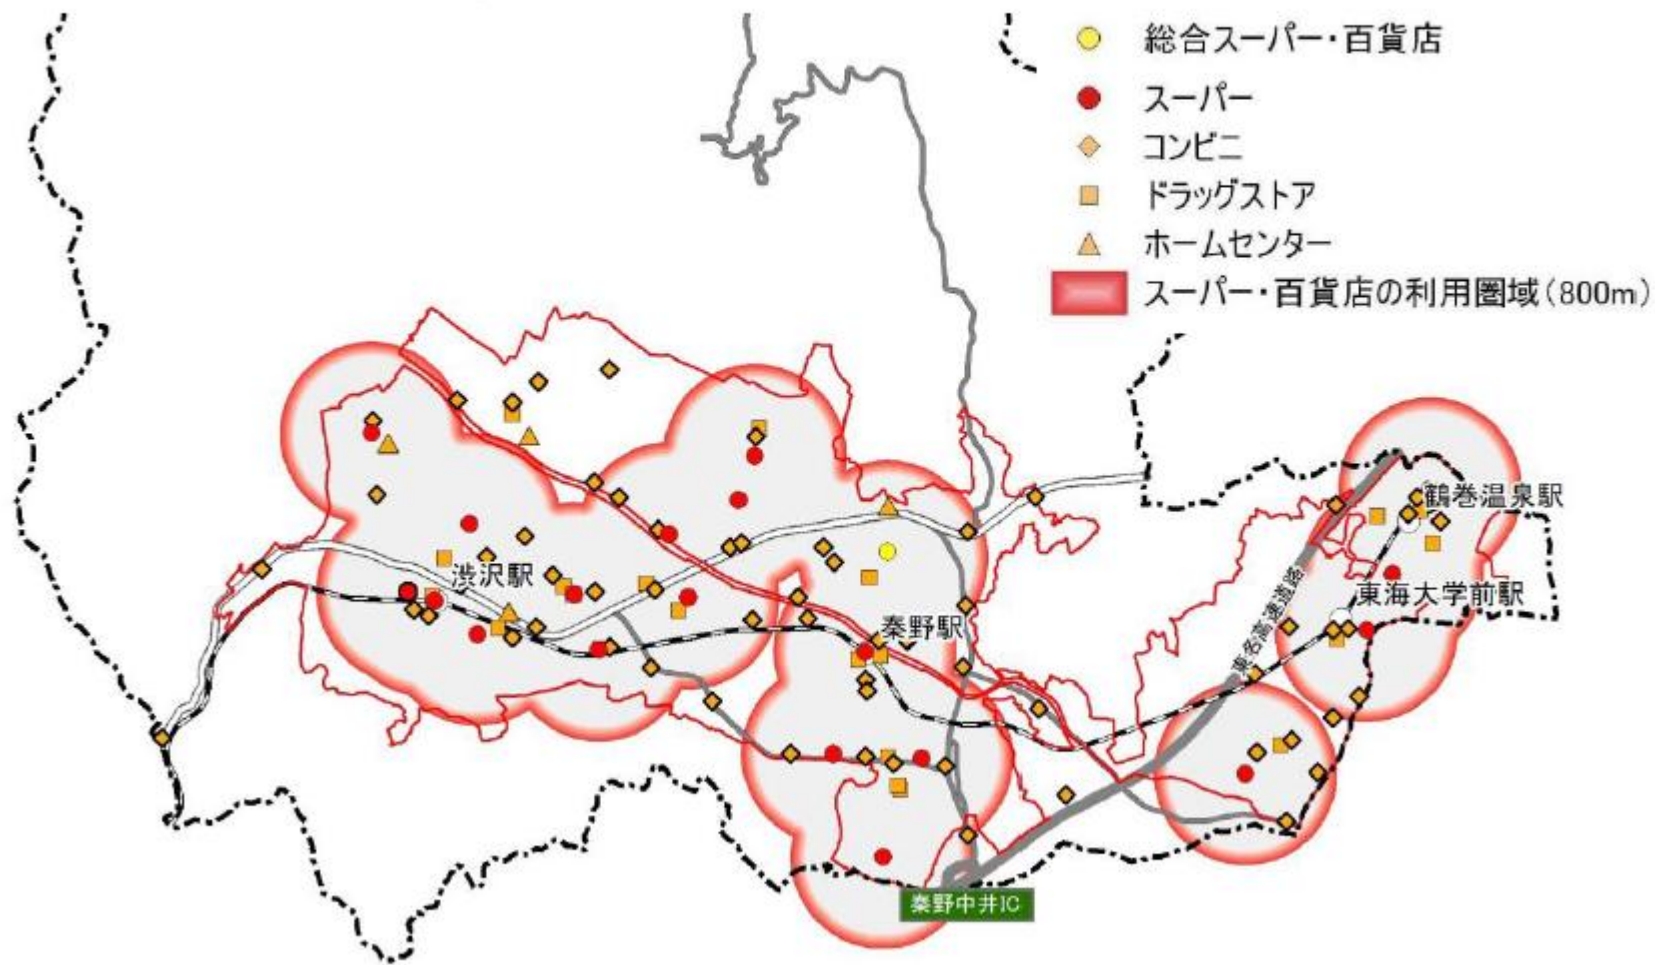 総合スーパー・百貨店
スーパー
コンビニ
ドラッグストア
ホームセンター
スーパー・百貨店の利用圏域(800m)
鶴巻温泉駅
渋沢駅
東海大学前駅
秦野駅
東名高速道路
秦野中井IC